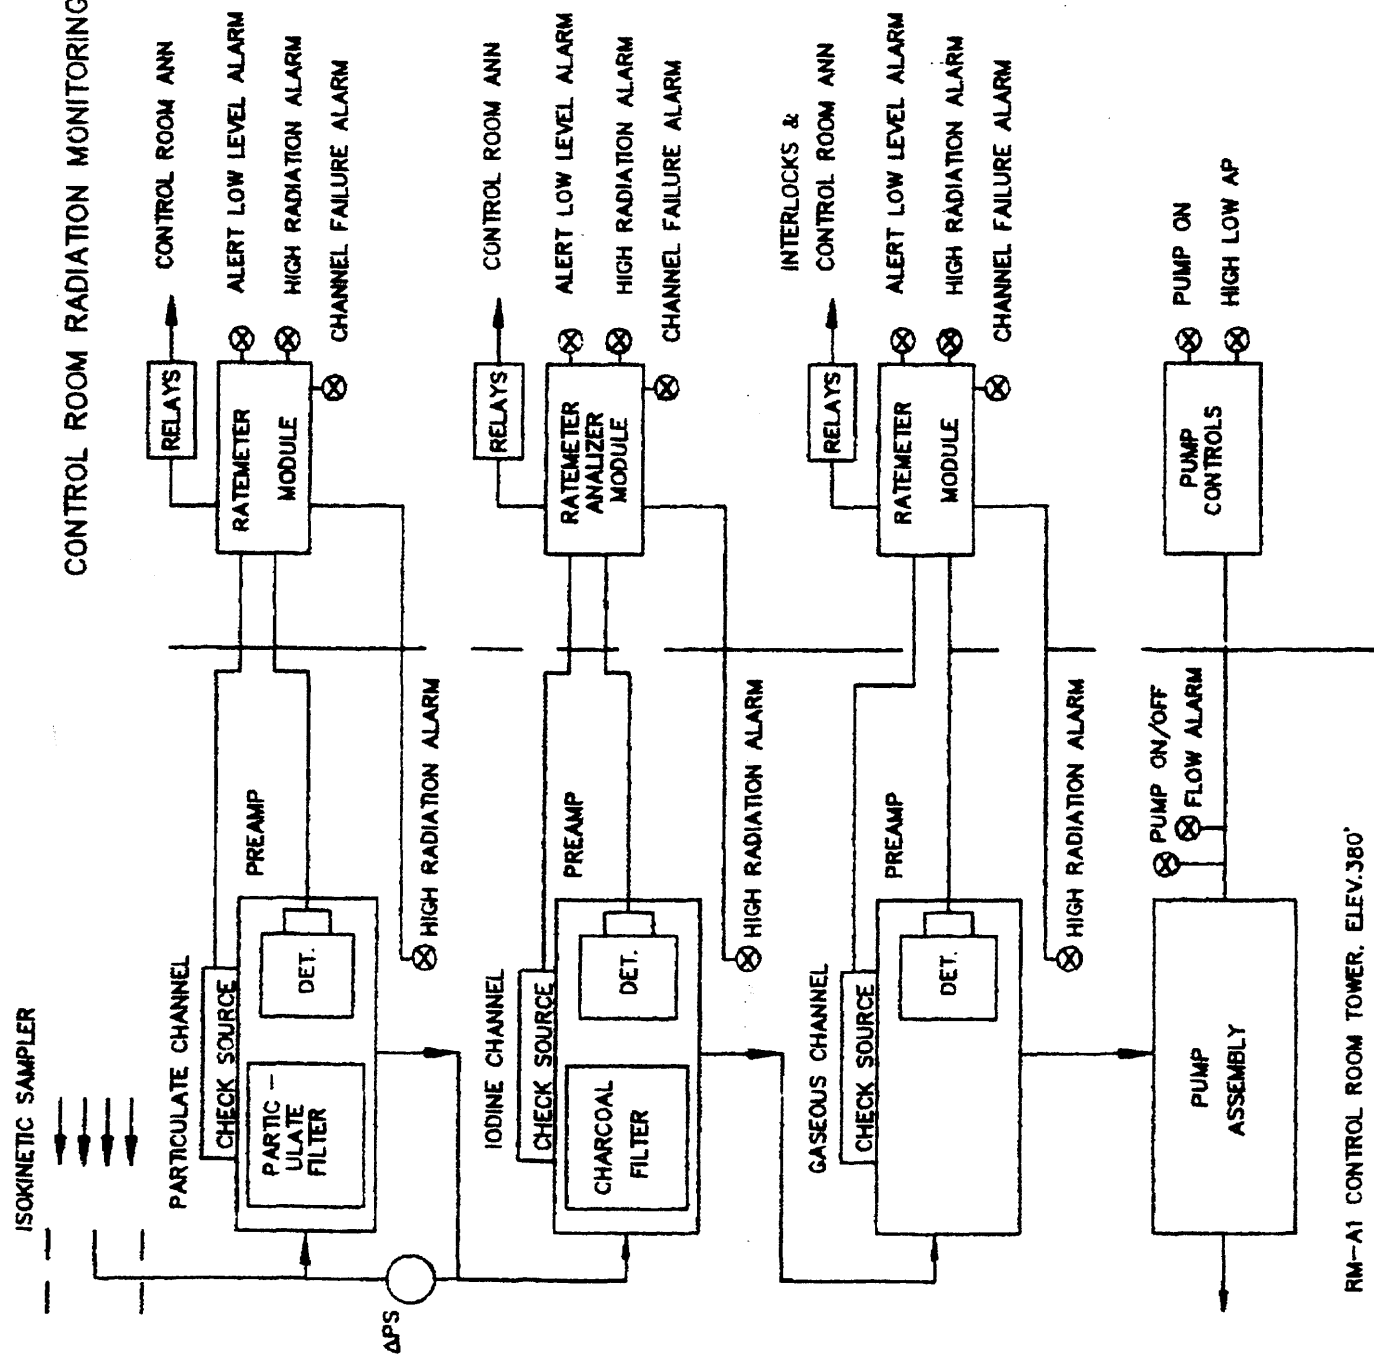 CONTROL ROOM RADIATION MONITORING
ISOKINETIC SAMPLER
PARTICULATE CHANNEL
CHECK SOURCE
PARTIC-
ULATE
FILTER
DET.
PREAMP
HIGH RADIATION ALARM
RATEMETER
MODULE
RELAYS
CONTROL ROOM ANN
ALERT LOW LEVEL ALARM
HIGH RADIATION ALARM
CHANNEL FAILURE ALARM
ΔPS
IODINE CHANNEL
CHECK SOURCE
CHARCOAL
FILTER
DET.
PREAMP
HIGH RADIATION ALARM
RATEMETER
ANALIZER
MODULE
RELAYS
CONTROL ROOM ANN
ALERT LOW LEVEL ALARM
HIGH RADIATION ALARM
CHANNEL FAILURE ALARM
GASEOUS CHANNEL
CHECK SOURCE
DET.
PREAMP
HIGH RADIATION ALARM
RATEMETER
MODULE
RELAYS
INTERLOCKS &
CONTROL ROOM ANN
ALERT LOW LEVEL ALARM
HIGH RADIATION ALARM
CHANNEL FAILURE ALARM
PUMP
ASSEMBLY
PUMP ON/OFF
FLOW ALARM
PUMP
CONTROLS
PUMP ON
HIGH LOW AP
RM-A1 CONTROL ROOM TOWER. ELEV.380'